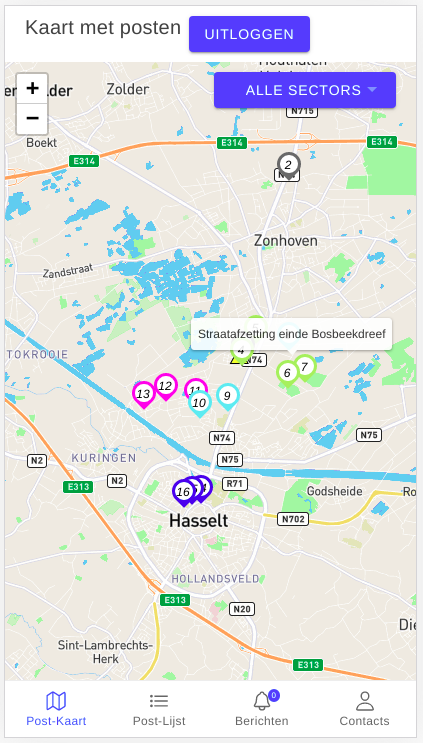 Kaart met posten
UITLOGGEN
ALLE SECTORS
+
−
Zolder
N715
Boekt
E314
E314
E314
2
Zonhoven
Zandstraat
Straatafzetting einde Bosbeekdreef
4
N74
6
7
TOKROOIE
13
12
11
10
9
N74
N75
N75
N2
KURINGEN
E313
N2
R71
16
Godsheide
N702
Hasselt
HOLLANDSVELD
E313
N20
Sint-Lambrechts-
Herk
E313
Post-Kaart
Post-Lijst
0
Berichten
Contacts